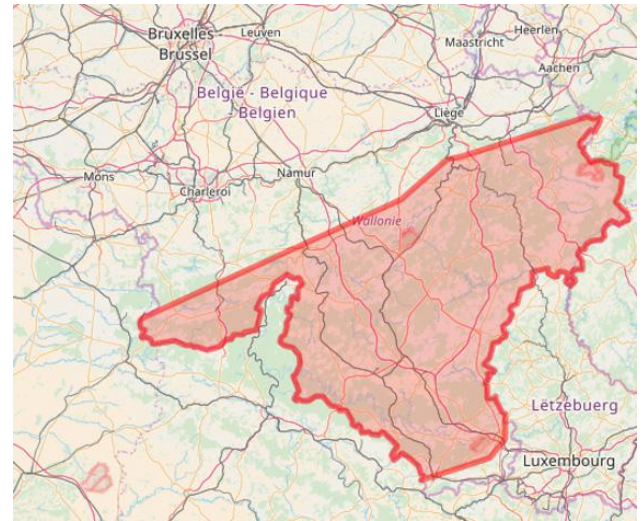 Bruxelles -
Brussel
Leuven
Maastricht
Heerlen
Aachen
België - Belgique
- Belgien
Liège
Mons
Charleroi
Namur
Wallonie
Lëtzebuerg
Luxembourg